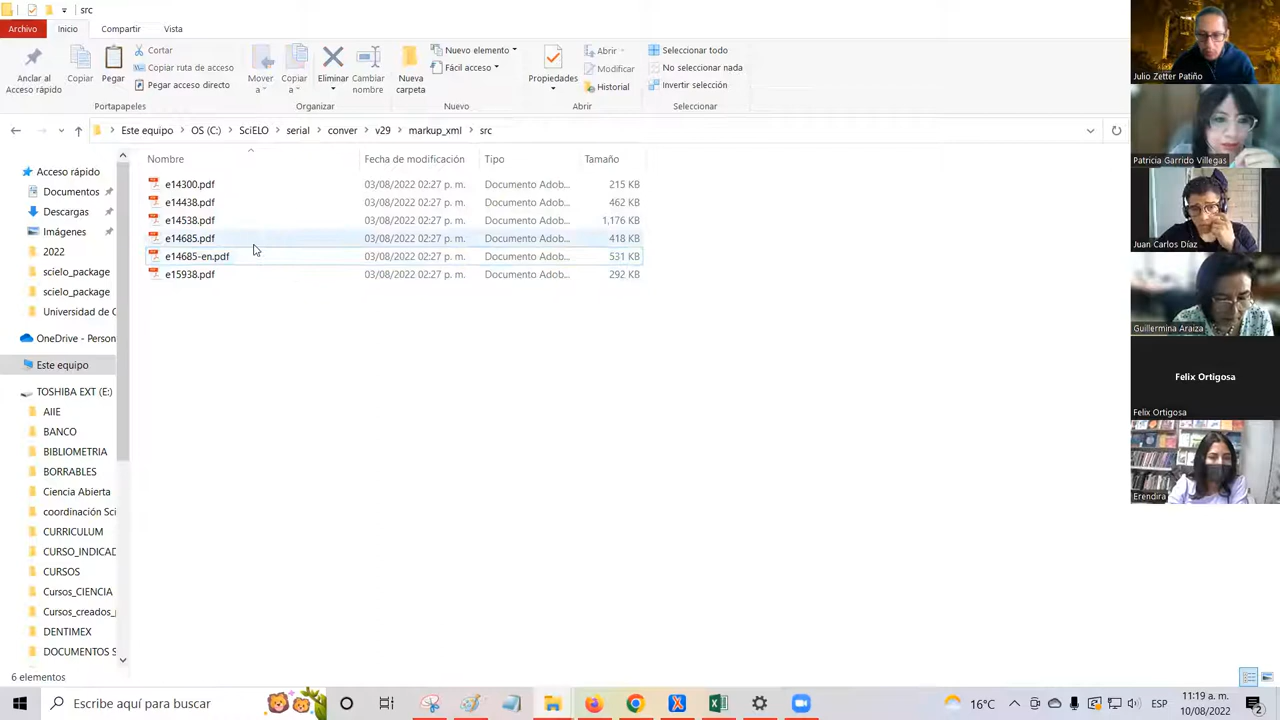 src
Archivo Inicio Compartir Vista
Anclar al Acceso rápido
Copiar
Pegar
Cortar
Copiar ruta de acceso
Pegar acceso directo
Portapapeles
Mover a
Copiar a
Eliminar
Cambiar nombre
Organizar
Nueva carpeta
Nuevo elemento
Fácil acceso
Nuevo
Propiedades
Abrir
Modificar
Historial
Abrir
Seleccionar todo
No seleccionar nada
Invertir selección
Seleccionar
Este equipo OS (C:) SciELO serial conver v29 markup_xml src
Nombre Fecha de modificación Tipo Tamaño
e14300.pdf 03/08/2022 02:27 p. m. Documento Adob... 215 KB
e14438.pdf 03/08/2022 02:27 p. m. Documento Adob... 462 KB
e14538.pdf 03/08/2022 02:27 p. m. Documento Adob... 1,176 KB
e14685.pdf 03/08/2022 02:27 p. m. Documento Adob... 418 KB
e14685-en.pdf 03/08/2022 02:27 p. m. Documento Adob... 531 KB
e15938.pdf 03/08/2022 02:27 p. m. Documento Adob... 292 KB
Acceso rápido
Documentos
Descargas
Imágenes
2022
scielo_package
scielo_package
Universidad de C
OneDrive - Person
Este equipo
TOSHIBA EXT (E:)
AIIE
BANCO
BIBLIOMETRIA
BORRABLES
Ciencia Abierta
coordinación Sci
CURRICULUM
CURSO_INDICAD
CURSOS
Cursos_CIENCIA
Cursos_creados_p
DENTIMEX
DOCUMENTOS S
6 elementos
Julio Zetter Patiño
Patricia Garrido Villegas
Juan Carlos Díaz
Guillermina Araiza
Felix Ortigosa
Felix Ortigosa
Erendira
Escribe aquí para buscar
16°C
ESP
11:19 a. m.
10/08/2022
2